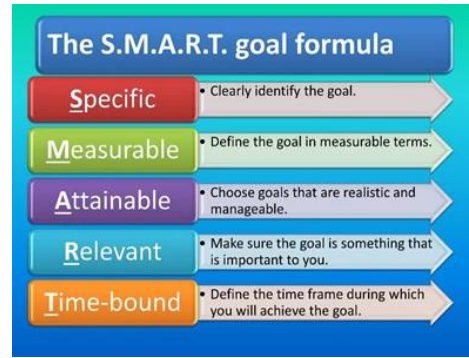 The S.M.A.R.T. goal formula
Specific
• Clearly identify the goal.
Measurable
• Define the goal in measurable terms.
Attainable
• Choose goals that are realistic and
manageable.
Relevant
• Make sure the goal is something that
is important to you.
Time-bound
• Define the time frame during which
you will achieve the goal.